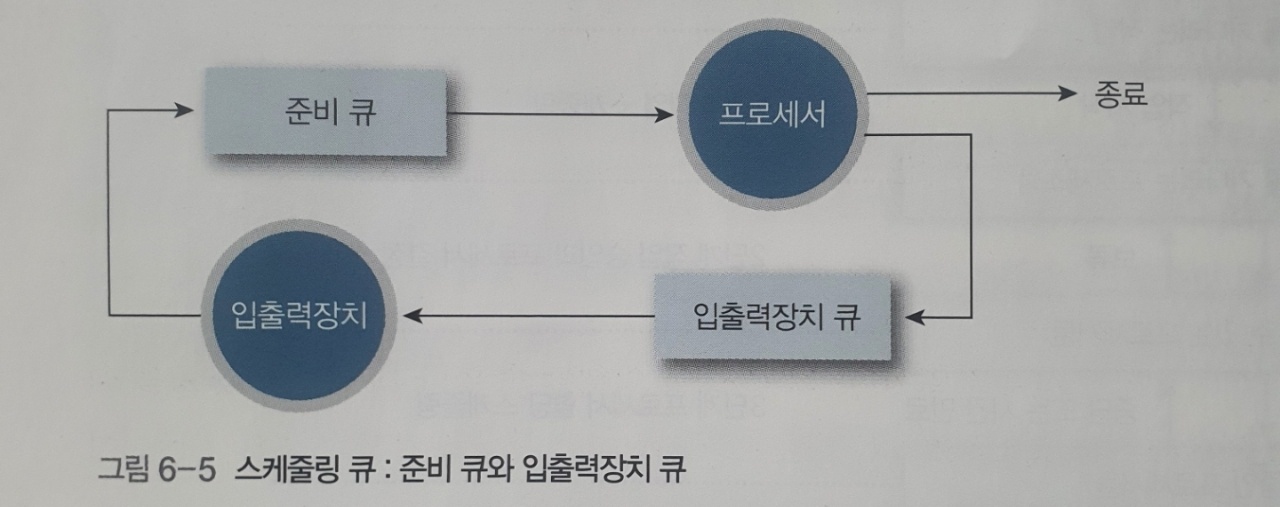 준비 큐
프로세서
종료
입출력장치
입출력장치 큐
그림 6-5 스케줄링 큐 : 준비 큐와 입출력장치 큐